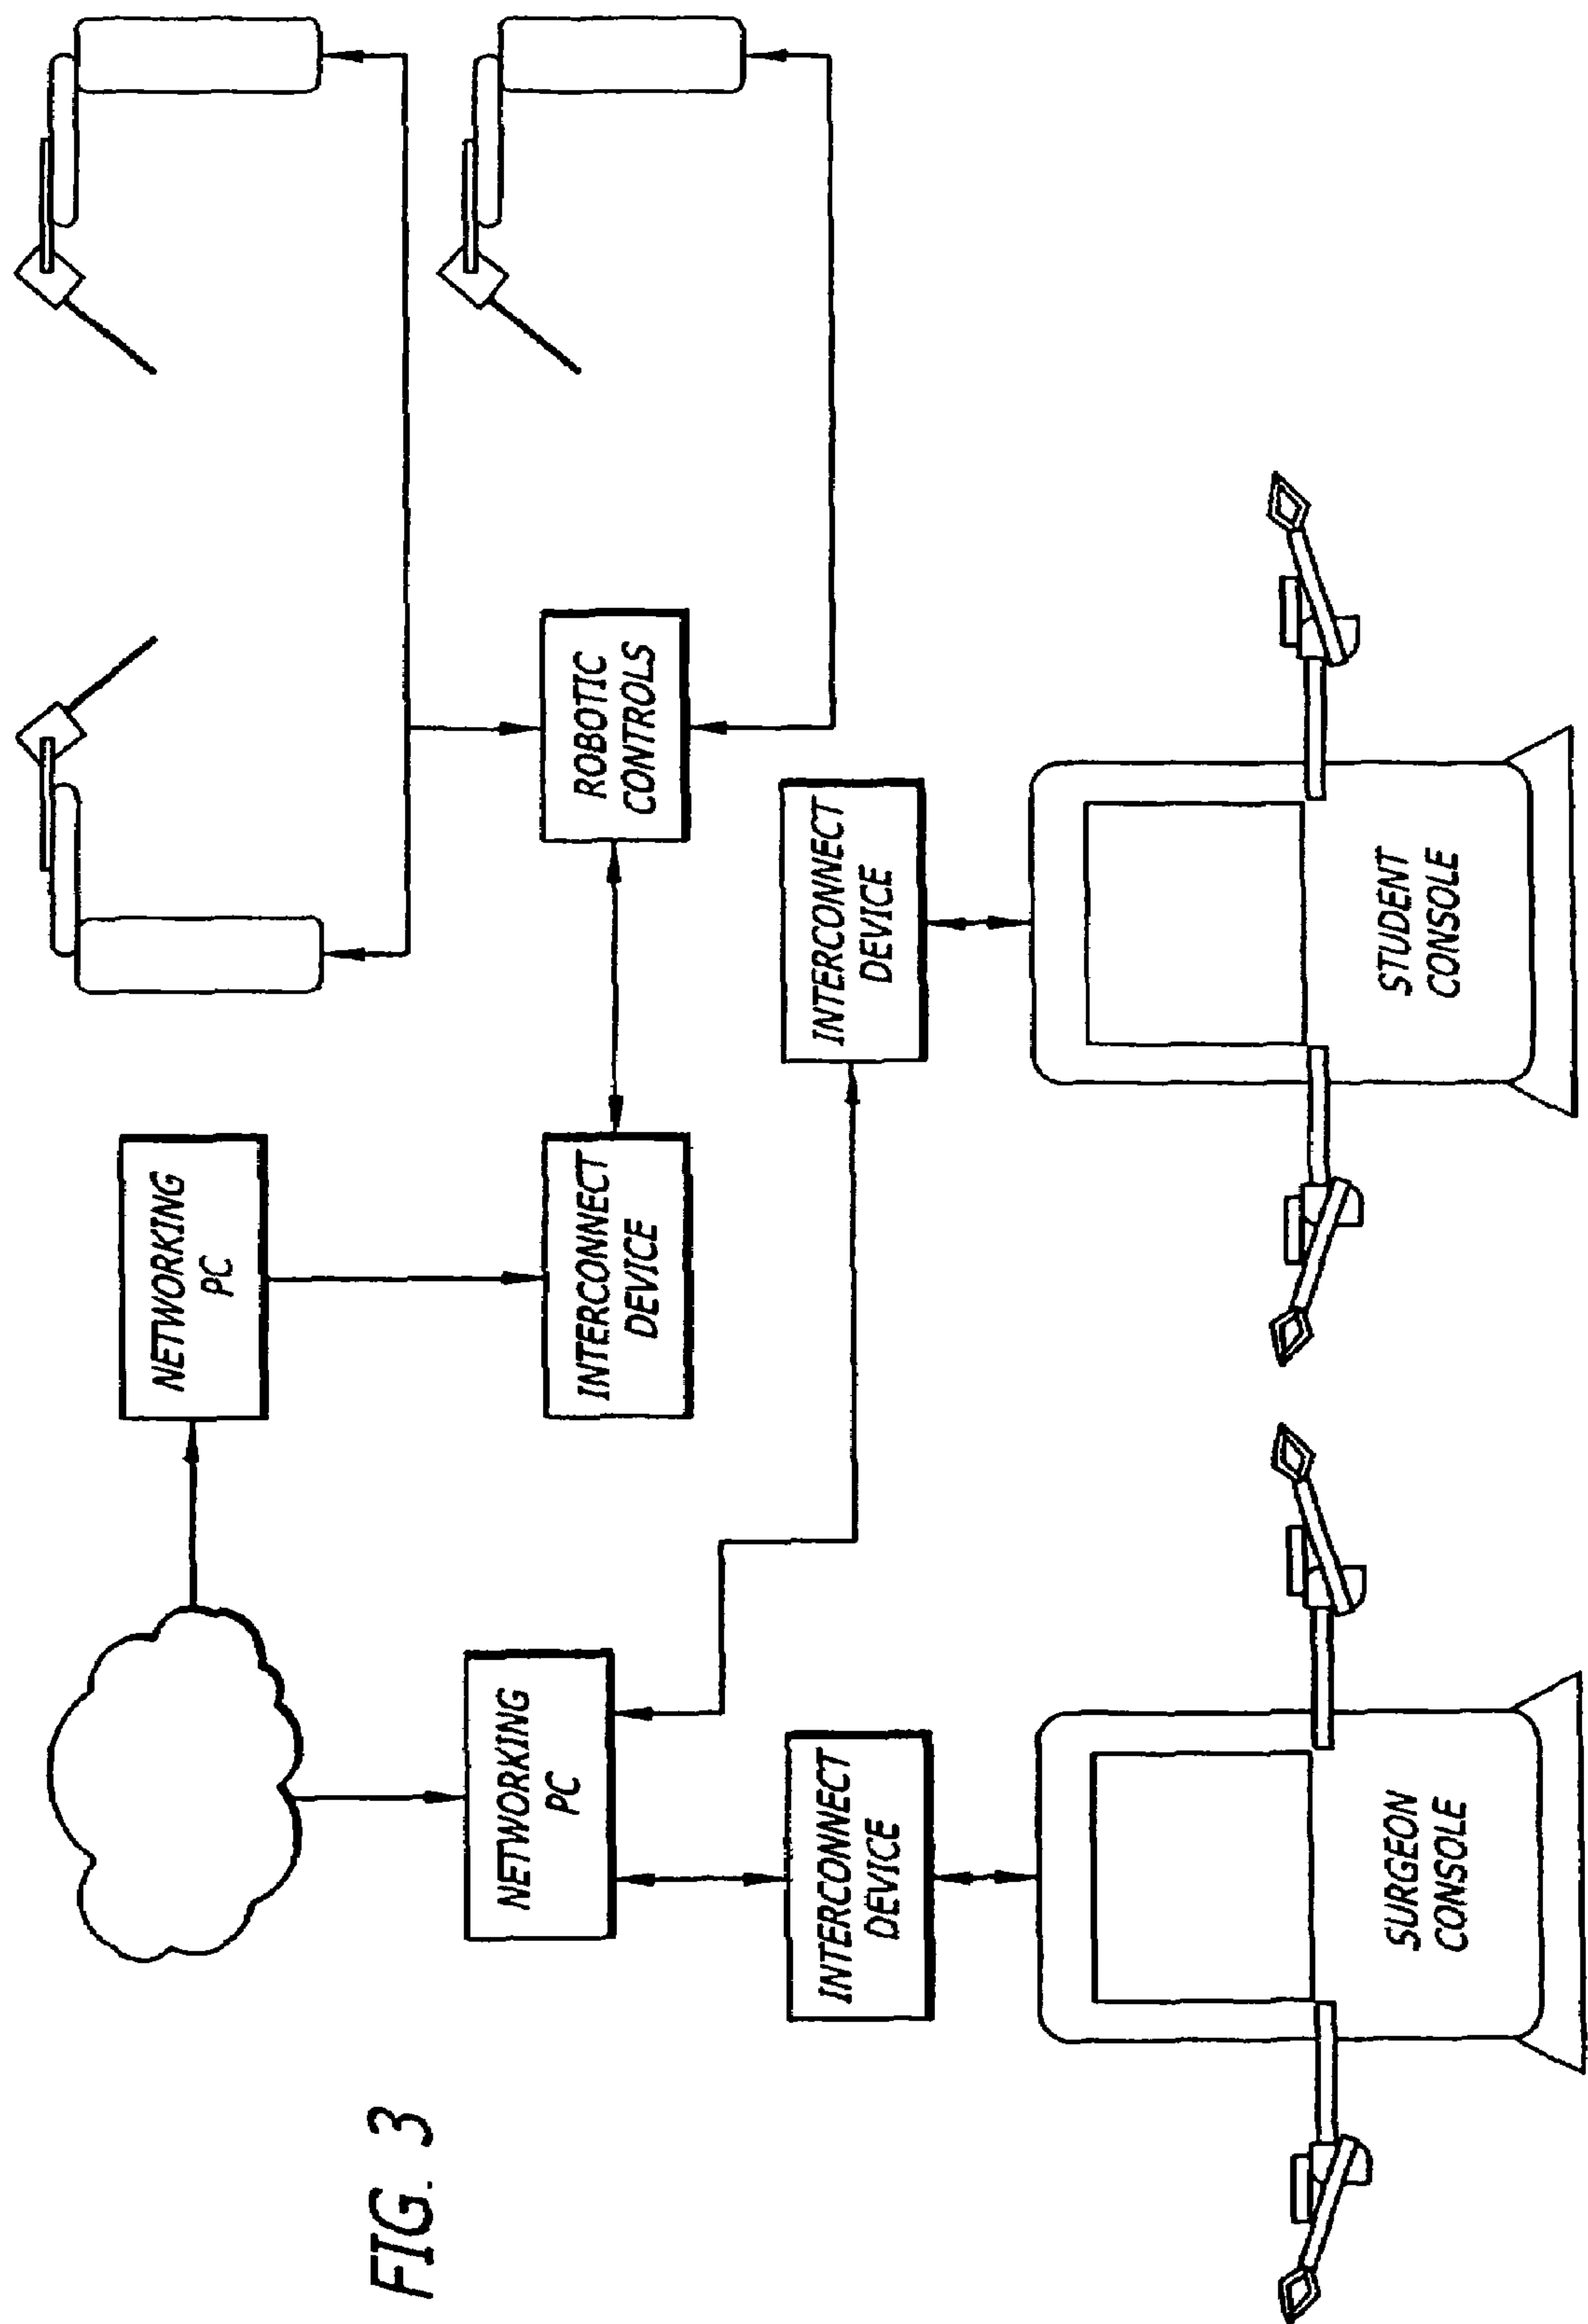 FIG. 3
NETWORKING
PC
NETWORKING
PC
INTERCONNECT
DEVICE
ROBOTIC
CONTROLS
INTERCONNECT
DEVICE
INTERCONNECT
DEVICE
SURGEON
CONSOLE
STUDENT
CONSOLE